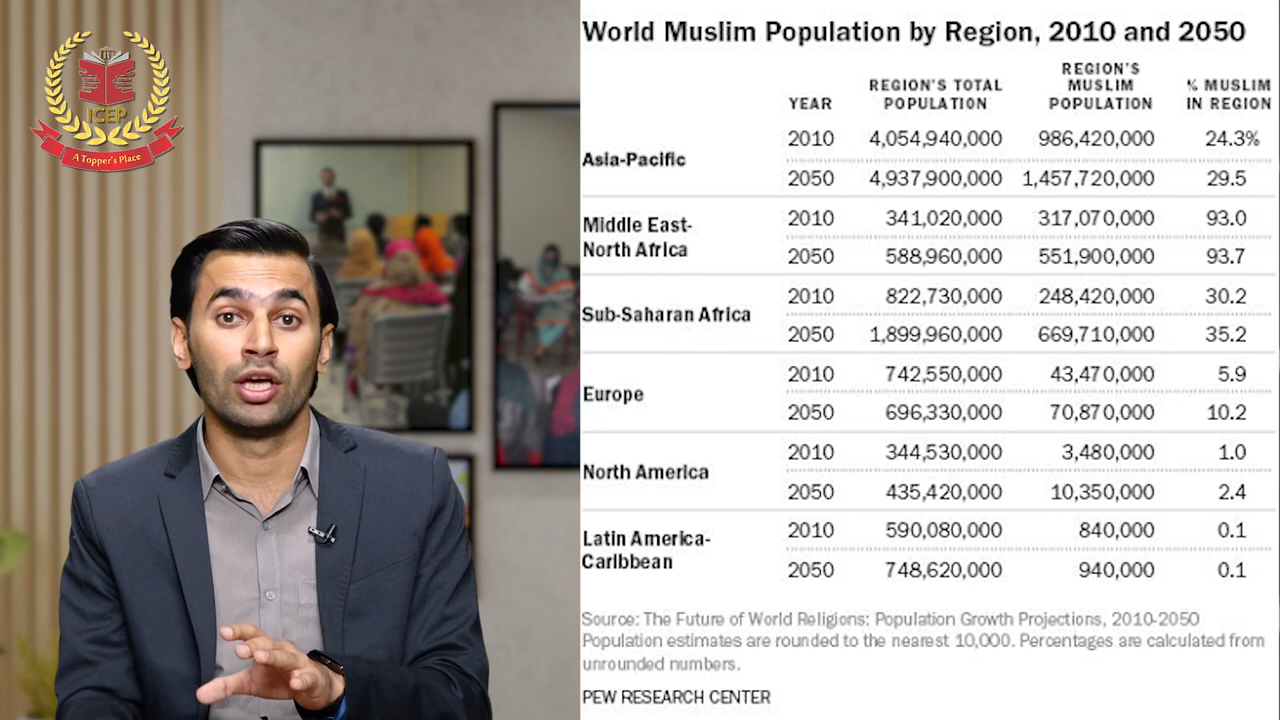 ICEP
A Topper's Place
World Muslim Population by Region, 2010 and 2050
YEAR REGION'S TOTAL POPULATION REGION'S MUSLIM POPULATION % MUSLIM IN REGION
Asia-Pacific
2010 4,054,940,000 986,420,000 24.3%
2050 4,937,900,000 1,457,720,000 29.5
Middle East-
North Africa
2010 341,020,000 317,070,000 93.0
2050 588,960,000 551,900,000 93.7
Sub-Saharan Africa
2010 822,730,000 248,420,000 30.2
2050 1,899,960,000 669,710,000 35.2
Europe
2010 742,550,000 43,470,000 5.9
2050 696,330,000 70,870,000 10.2
North America
2010 344,530,000 3,480,000 1.0
2050 435,420,000 10,350,000 2.4
Latin America-
Caribbean
2010 590,080,000 840,000 0.1
2050 748,620,000 940,000 0.1
Source: The Future of World Religions: Population Growth Projections, 2010-2050
Population estimates are rounded to the nearest 10,000. Percentages are calculated from
unrounded numbers.
PEW RESEARCH CENTER